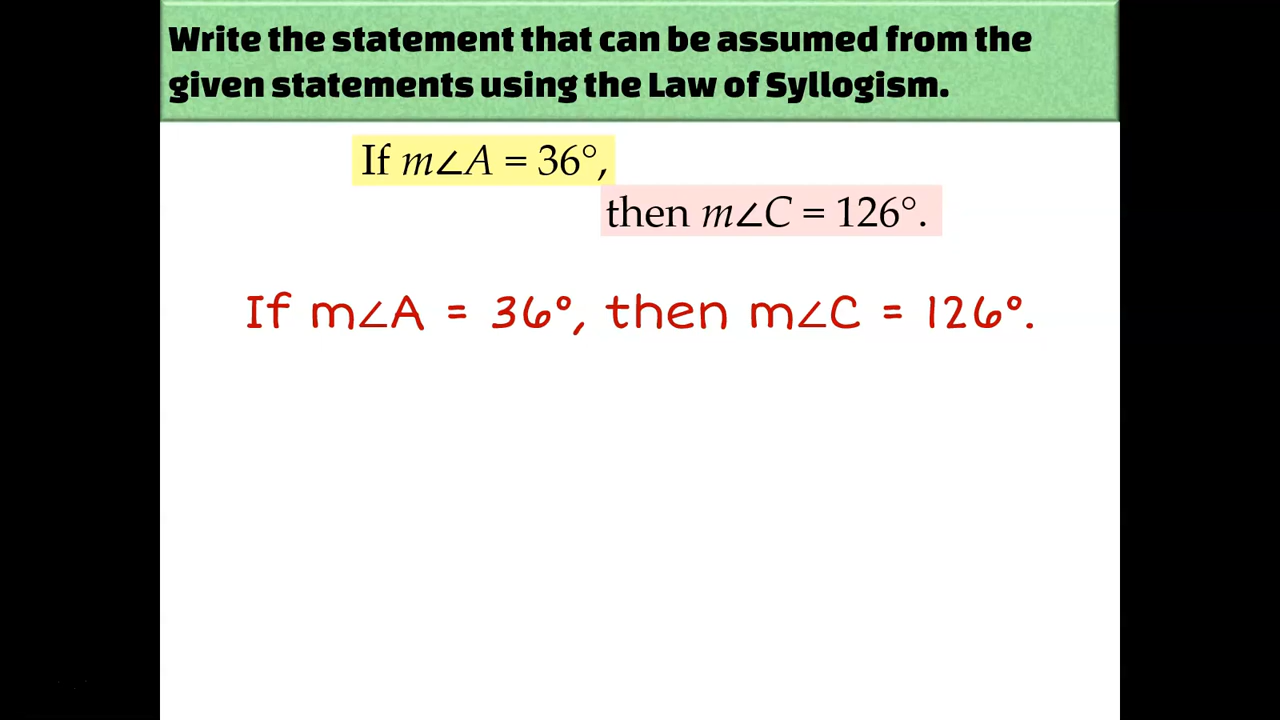 Write the statement that can be assumed from the
given statements using the Law of Syllogism.
If m∠A = 36°,
then m∠C = 126°.
If m∠A = 36°, then m∠C = 126°.